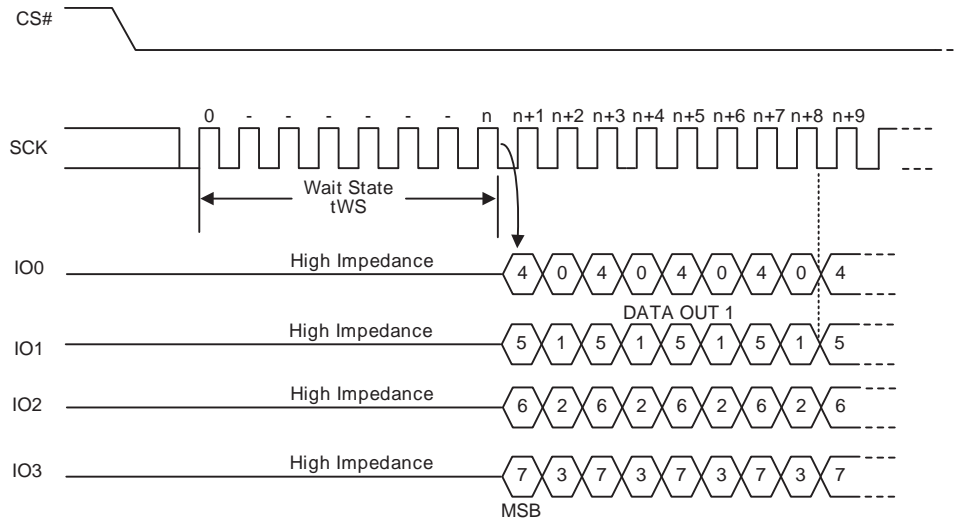 CS#
0 - - - - - - n n+1 n+2 n+3 n+4 n+5 n+6 n+7 n+8 n+9
SCK
Wait State
tWS
IO0 High Impedance 4 0 4 0 4 0 4 0 4
DATA OUT 1
IO1 High Impedance 5 1 5 1 5 1 5 1 5
IO2 High Impedance 6 2 6 2 6 2 6 2 6
IO3 High Impedance 7 3 7 3 7 3 7 3 7
MSB